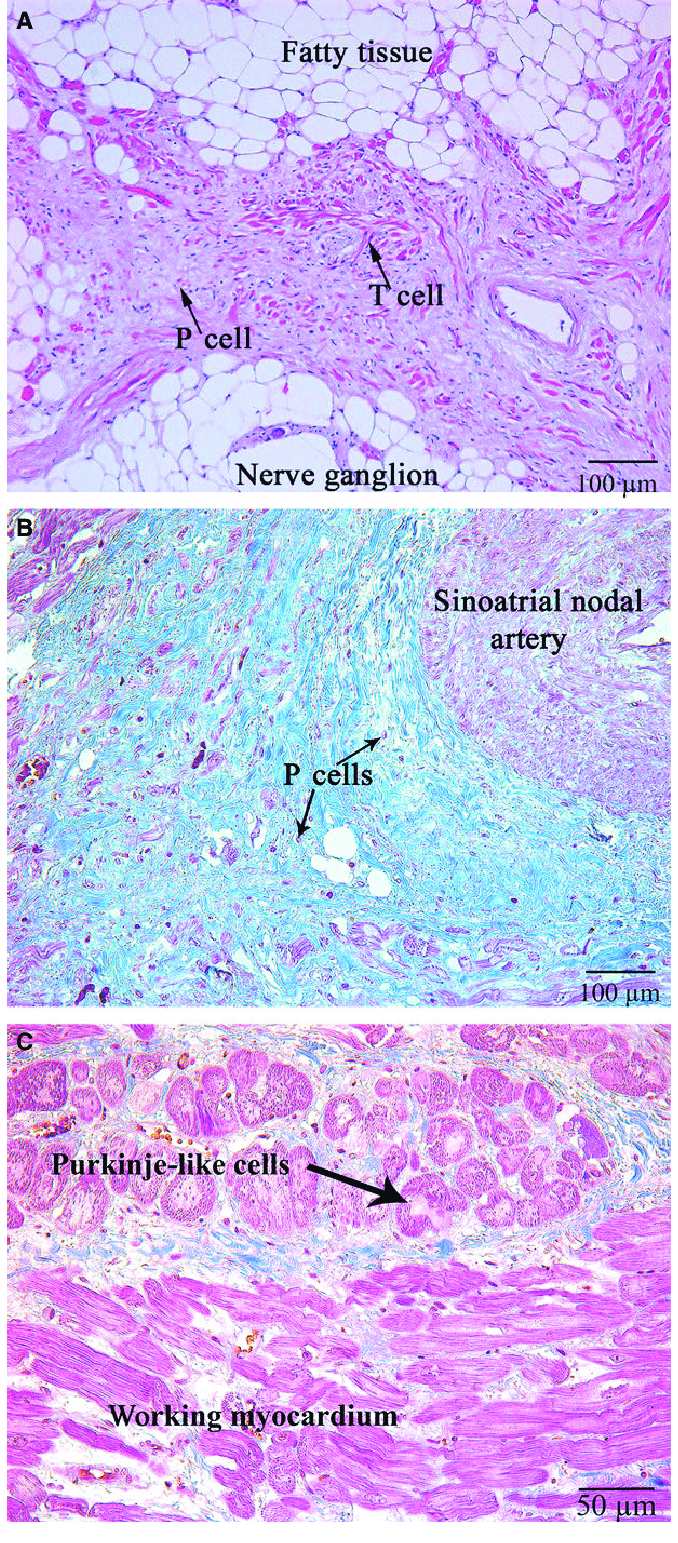 A
Fatty tissue
T cell
P cell
Nerve ganglion
100 μm
B
Sinoatrial nodal
artery
P cells
100 μm
C
Purkinje-like cells
Working myocardium
50 μm